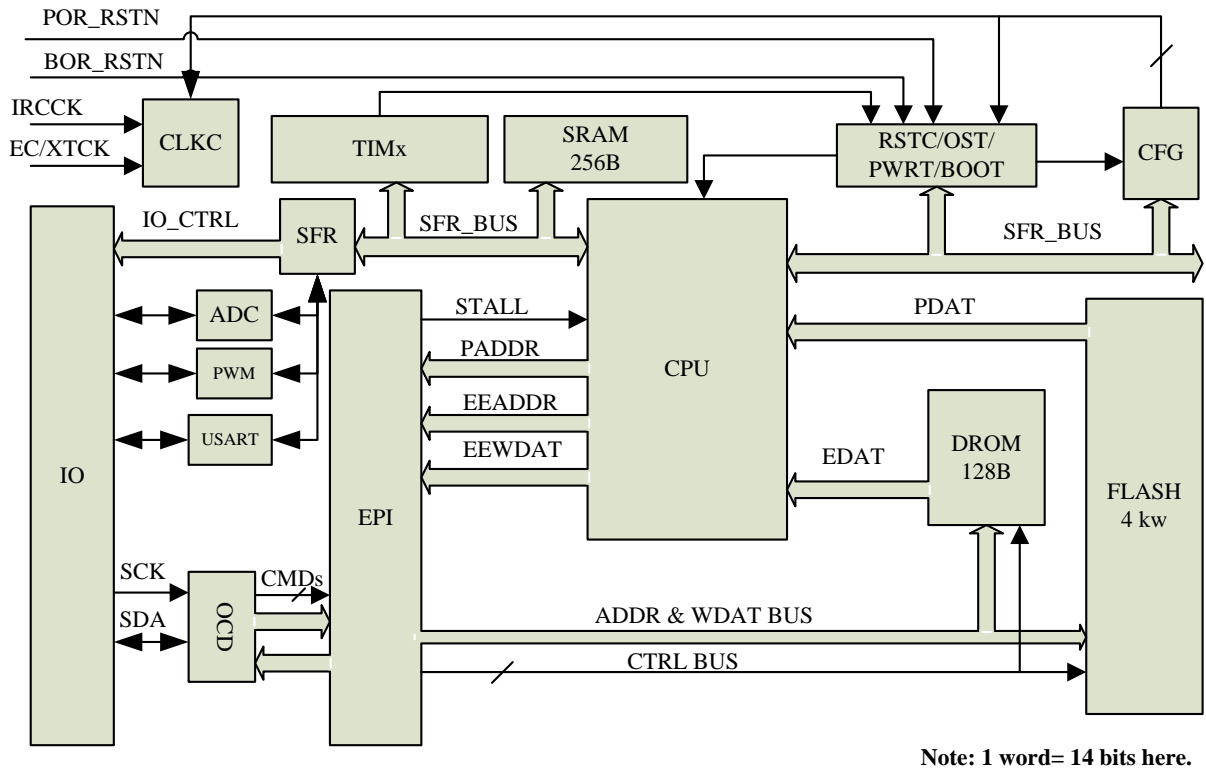 POR_RSTN
BOR_RSTN
IRCCK
EC/XTCK
CLKC
TIMx
SRAM
256B
RSTC/OST/
PWRT/BOOT
CFG
IO_CTRL
SFR
SFR_BUS
SFR_BUS
ADC
PWM
USART
IO
STALL
PADDR
EEADDR
EEWDAT
EPI
CPU
PDAT
EDAT
DROM
128B
FLASH
4 kw
SCK
SDA
OCD
CMDs
ADDR & WDAT BUS
CTRL BUS
Note: 1 word= 14 bits here.